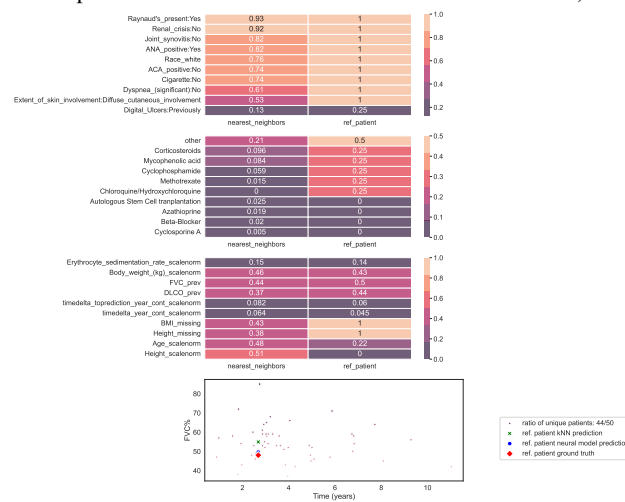 Raynaud's_present:Yes 0.93 1 1.0
Renal_crisis:No 0.92 1
Joint_synovitis:No 0.82 1 0.8
ANA_positive:Yes 0.82 1
Race_white 0.76 1 0.6
ACA_positive:No 0.74 1
Cigarette:No 0.74 1 0.4
Dyspnea_(significant):No 0.61 1
Extent_of_skin_involvement:Diffuse_cutaneous_involvement 0.53 1 0.2
Digital_Ulcers:Previously 0.13 0.25
nearest_neighbors ref_patient
other 0.21 0.5 0.5
Corticosteroids 0.096 0.25
Mycophenolic acid 0.084 0.25 0.4
Cyclophosphamide 0.059 0.25
Methotrexate 0.015 0.25 0.3
Chloroquine/Hydroxychloroquine 0 0.25 0.2
Autologous Stem Cell tranplantation 0.025 0
Azathioprine 0.019 0 0.1
Beta-Blocker 0.02 0
Cyclosporine A 0.005 0 0.0
nearest_neighbors ref_patient
Erythrocyte_sedimentation_rate_scalenorm 0.15 0.14 1.0
Body_weight_(kg)_scalenorm 0.46 0.43
FVC_prev 0.44 0.5 0.8
DLCO_prev 0.37 0.44
timedelta_toprediction_year_cont_scalenorm 0.082 0.06 0.6
timedelta_year_cont_scalenorm 0.064 0.045
BMI_missing 0.43 1 0.4
Height_missing 0.38 1
Age_scalenorm 0.48 0.22 0.2
Height_scalenorm 0.51 0 0.0
nearest_neighbors ref_patient
80
70
60
50
40
FVC%
2 4 6 8 10
Time (years)
ratio of unique patients: 44/50
ref. patient kNN prediction
ref. patient neural model predictio
ref. patient ground truth